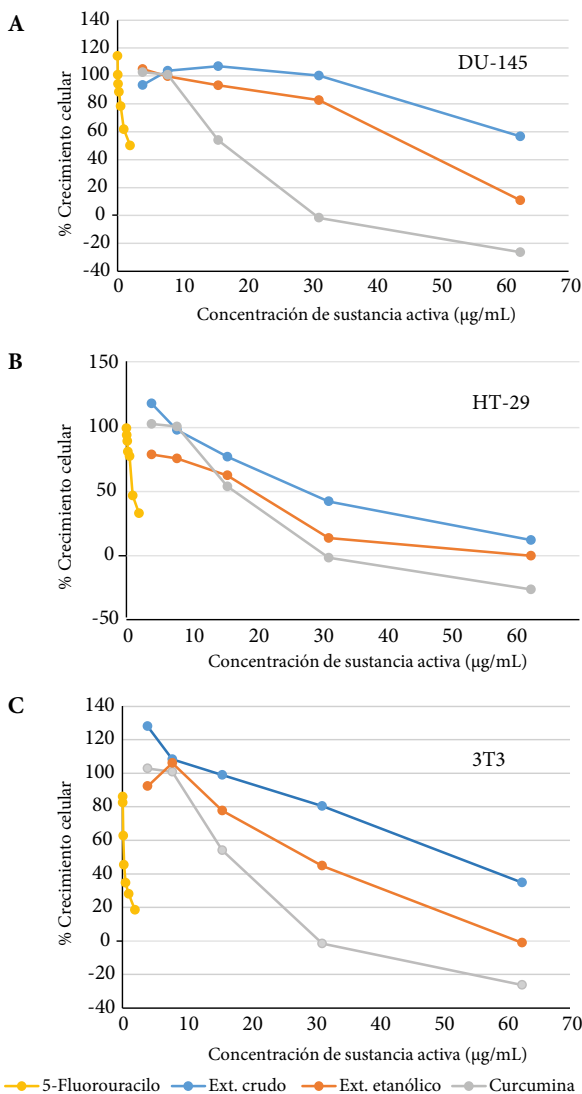 A
DU-145
% Crecimiento celular
140
120
100
80
60
40
20
0
-20
-40
0 10 20 30 40 50 60 70
Concentración de sustancia activa (µg/mL)
B
HT-29
% Crecimiento celular
150
100
50
0
-50
0 10 20 30 40 50 60
Concentración de sustancia activa (µg/mL)
C
3T3
% Crecimiento celular
140
120
100
80
60
40
20
0
-20
-40
0 10 20 30 40 50 60 70
Concentración de sustancia activa (µg/mL)
5-Fluorouracilo Ext. crudo Ext. etanólico Curcumina